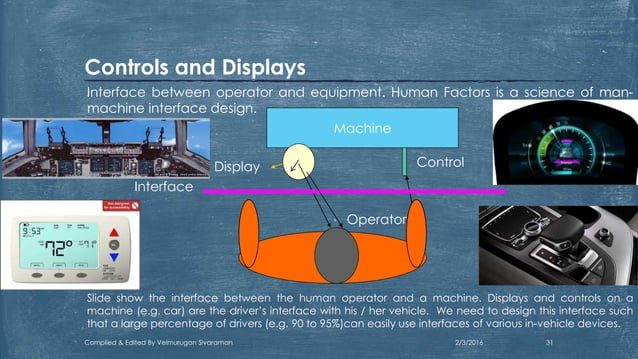 Controls and Displays
Interface between operator and equipment. Human Factors is a science of man-
machine interface design.
Machine
Display
Control
Interface
Operator
9:53
72°
71°
Slide show the interface between the human operator and a machine. Displays and controls on a
machine (e.g. car) are the driver's interface with his / her vehicle. We need to design this interface such
that a large percentage of drivers (e.g. 90 to 95%)can easily use interfaces of various in-vehicle devices.
Complied & Edited By Velmurugan Sivaraman
2/3/2016
31